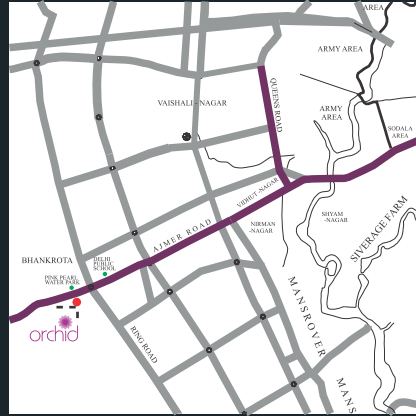 AREA
ARMY AREA
VAISHALI - NAGAR
QUEENS ROAD
ARMY
AREA
SODALA
AREA
VIDHUT -NAGAR
AJMER ROAD
NIRMAN
-NAGAR
SHYAM
-NAGAR
SIVERAGE FARM
BHANKROTA
DELHI
PUBLIC
SCHOOL
PINK PEARL
WATER PARK
orchid
RING ROAD
MANSROVER
MANS